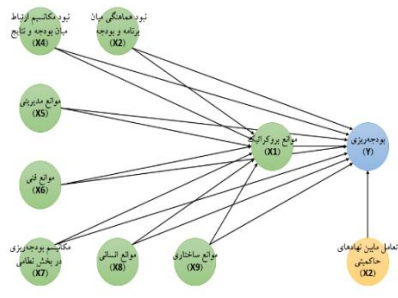 نبود مکانسیم ارتباط
میان بودجه و نتایج
(X4)
نبود هماهنگی میان
برنامه و بودجه
(X2)
موانع مدیریتی
(X5)
موانع بروکراتیک
(X1)
بودجه‌ریزی
(Y)
موانع فنی
(X6)
مکانسیم بودجه‌ریزی
در بخش نظامی
(X7)
موانع انسانی
(X8)
موانع ساختاری
(X9)
تعامل مابین نهادهای
حاکمیتی
(X2)